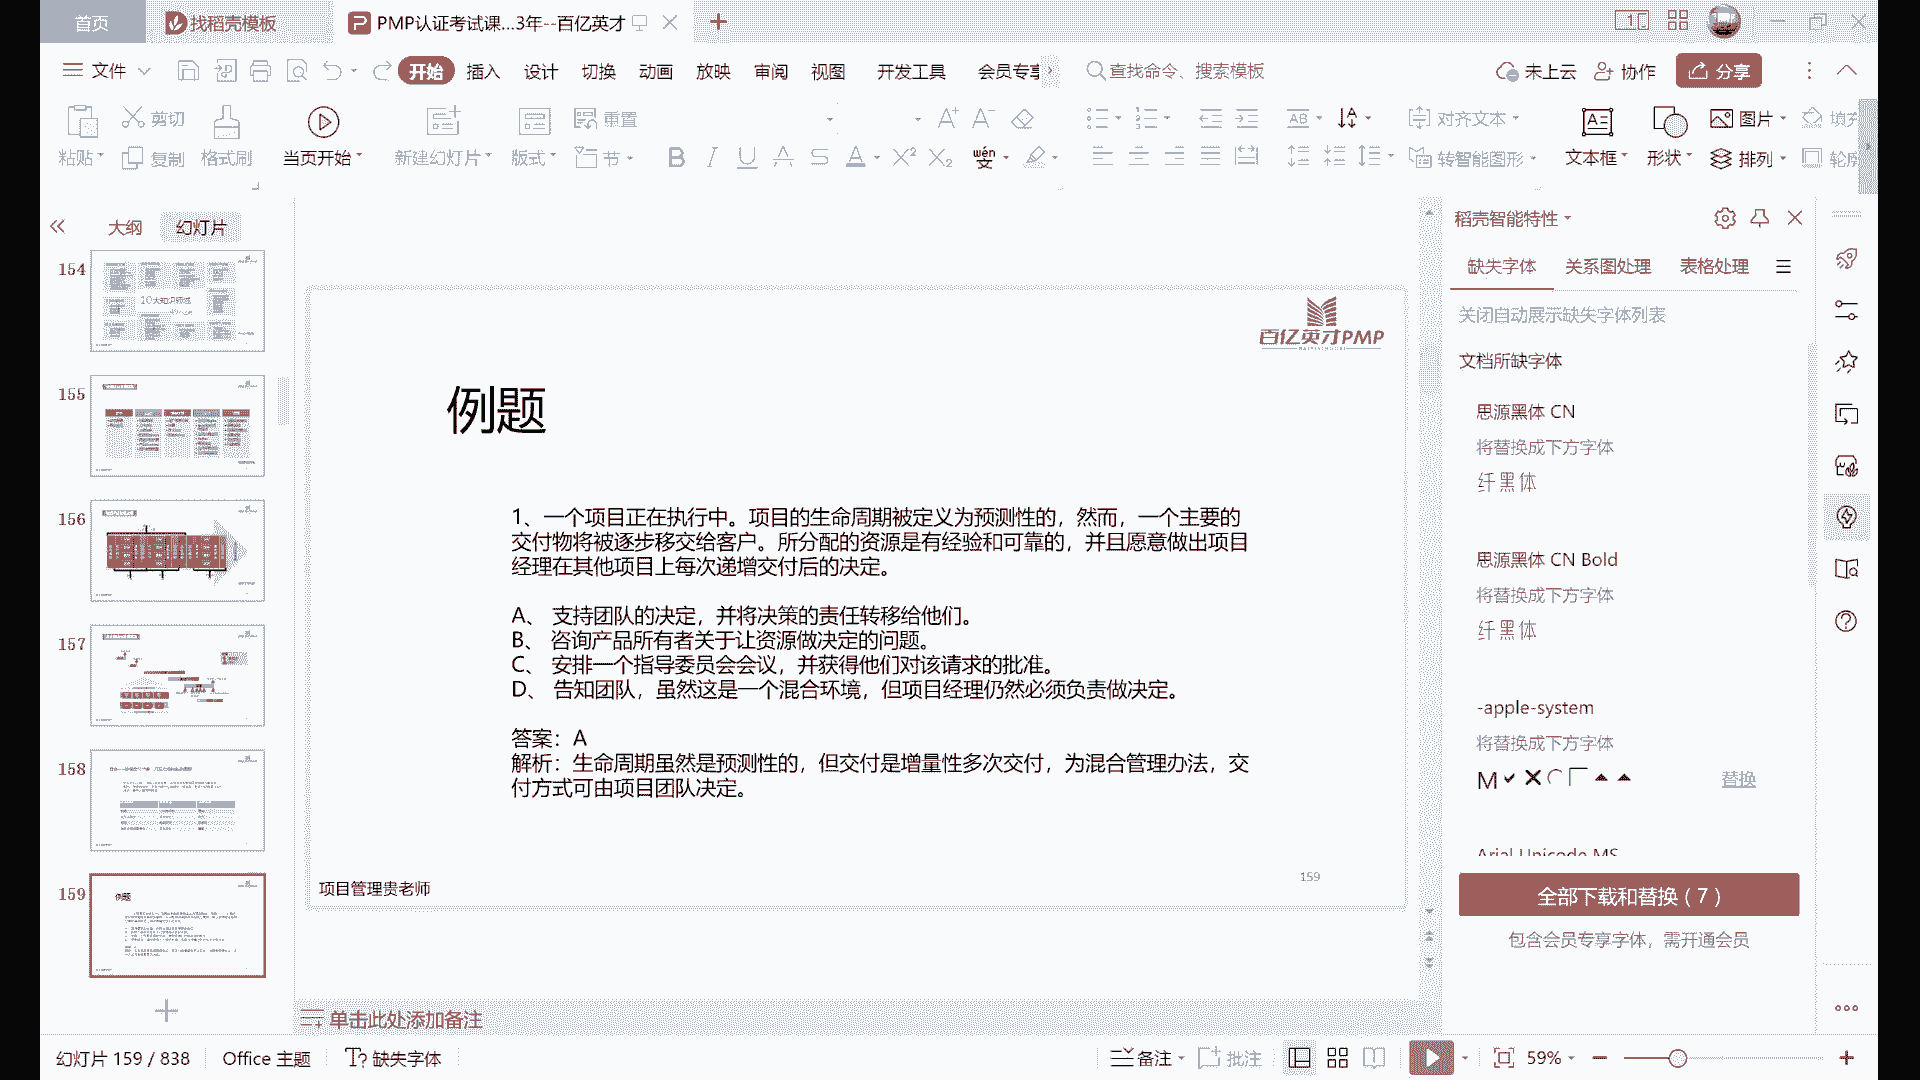 首页
找稻壳模板
PMP认证考试课...3年--百亿英才
文件
开始
插入
设计
切换
动画
放映
审阅
视图
开发工具
会员专享
查找命令、搜索模板
未上云
协作
分享
粘贴
剪切
复制
格式刷
当页开始
新建幻灯片
版式
重置
节
对齐文本
转智能图形
文本框
形状
图片
排列
填充
轮廓
大纲
幻灯片
154
155
156
157
158
159
百亿英才PMP
例题
1、一个项目正在执行中。项目的生命周期被定义为预测性的，然而，一个主要的
交付物将被逐步移交给客户。所分配的资源是有经验和可靠的，并且愿意做出项目
经理在其他项目上每次递增交付后的决定。
A、 支持团队的决定，并将决策的责任转移给他们。
B、 咨询产品所有者关于让资源做决定的问题。
C、 安排一个指导委员会会议，并获得他们对该请求的批准。
D、 告知团队，虽然这是一个混合环境，但项目经理仍然必须负责做决定。
答案：A
解析：生命周期虽然是预测性的，但交付是增量性多次交付，为混合管理办法，交
付方式可由项目团队决定。
项目管理贵老师
159
稻壳智能特性
缺失字体
关系图处理
表格处理
关闭自动展示缺失字体列表
文档所缺字体
思源黑体 CN
将替换成下方字体
纤黑体
思源黑体 CN Bold
将替换成下方字体
纤黑体
-apple-system
将替换成下方字体
替换
Arial Unicode MS
全部下载和替换（7）
包含会员专享字体，需开通会员
单击此处添加备注
幻灯片 159 / 838
Office 主题
缺失字体
备注
批注
59%